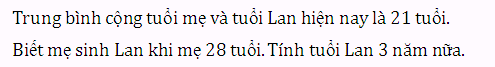 Trung bình cộng tuổi mẹ và tuổi Lan hiện nay là 21 tuổi.
Biết mẹ sinh Lan khi mẹ 28 tuổi. Tính tuổi Lan 3 năm nữa.